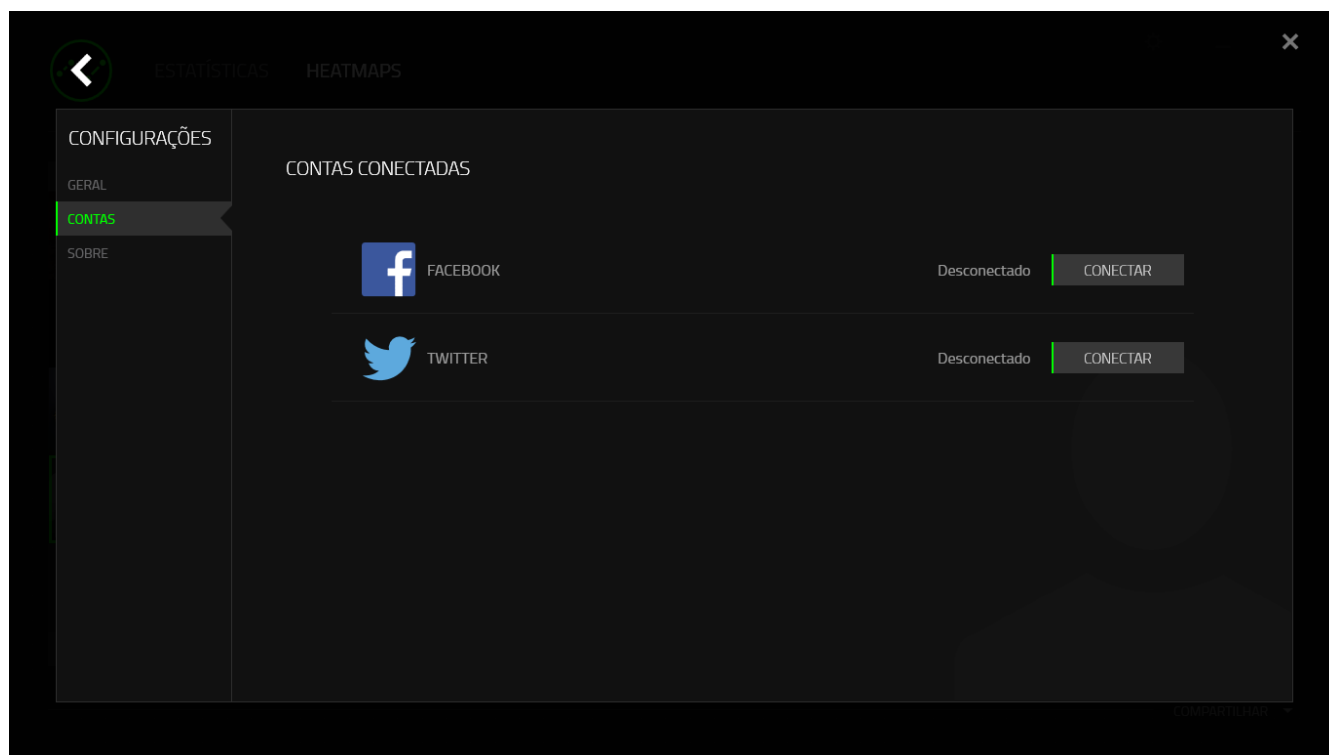 ESTATÍSTICAS HEATMAPS
CONFIGURAÇÕES
GERAL
CONTAS
SOBRE
CONTAS CONECTADAS
FACEBOOK Desconectado CONECTAR
TWITTER Desconectado CONECTAR
COMPARTILHAR